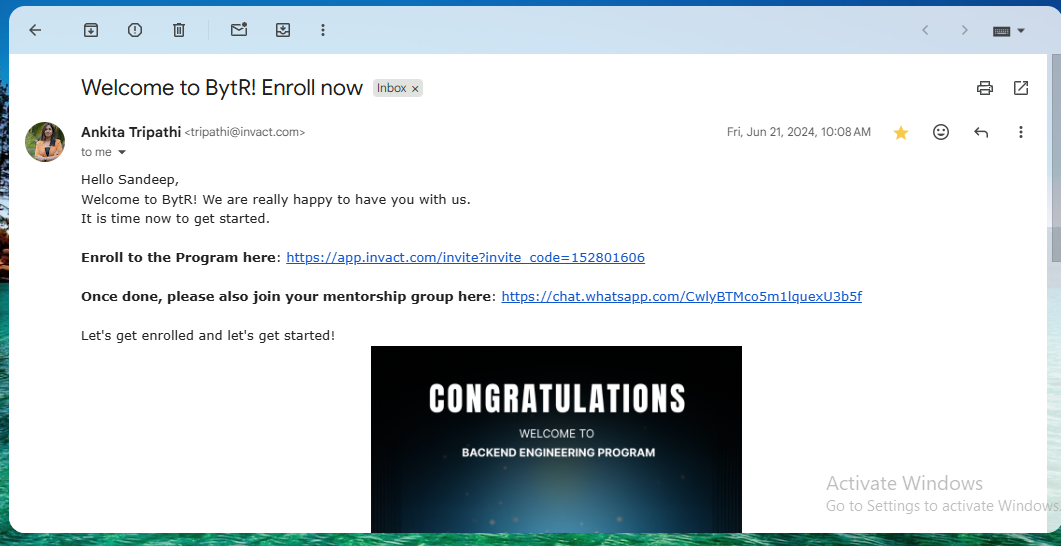 Welcome to BytR! Enroll now Inbox ×
Ankita Tripathi <tripathi@invact.com> Fri, Jun 21, 2024, 10:08 AM
to me
Hello Sandeep,
Welcome to BytR! We are really happy to have you with us.
It is time now to get started.
Enroll to the Program here: https://app.invact.com/invite?invite_code=152801606
Once done, please also join your mentorship group here: https://chat.whatsapp.com/CwlyBTMco5m1lquexU3b5f
Let's get enrolled and let's get started!
CONGRATULATIONS
WELCOME TO
BACKEND ENGINEERING PROGRAM
Activate Windows
Go to Settings to activate Windows.